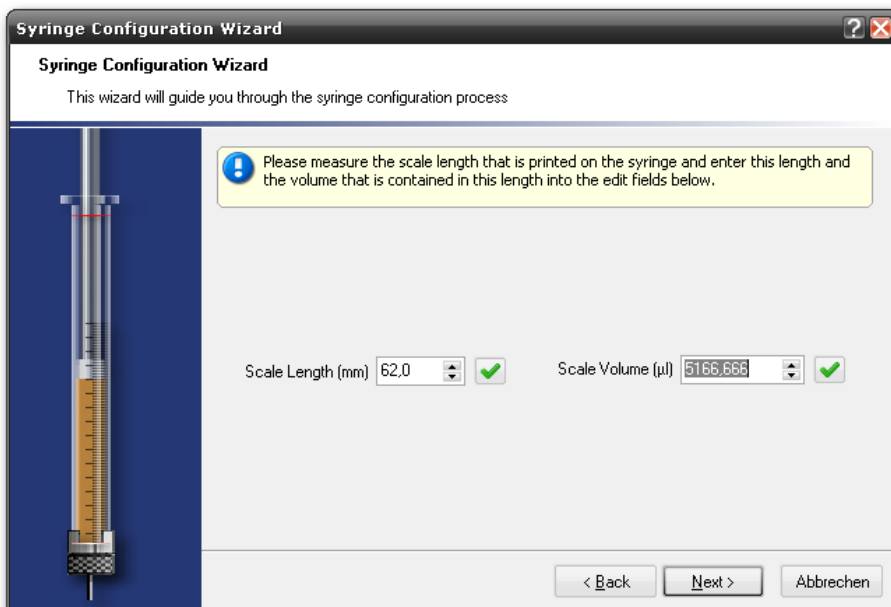 Syringe Configuration Wizard
Syringe Configuration Wizard
This wizard will guide you through the syringe configuration process
Please measure the scale length that is printed on the syringe and enter this length and
the volume that is contained in this length into the edit fields below.
Scale Length (mm) 62,0 Scale Volume (µl) 5166,666
< Back Next > Abbrechen